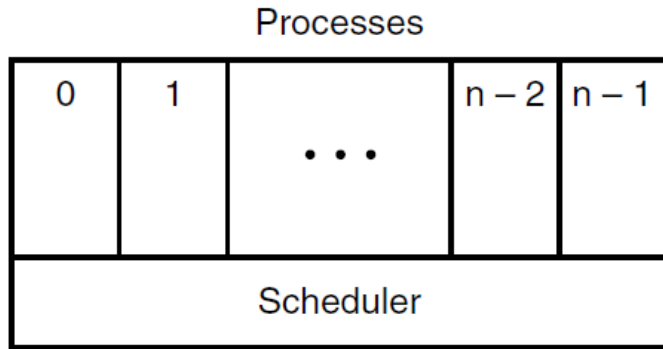 Processes
0 1 • • • n – 2 n – 1
Scheduler